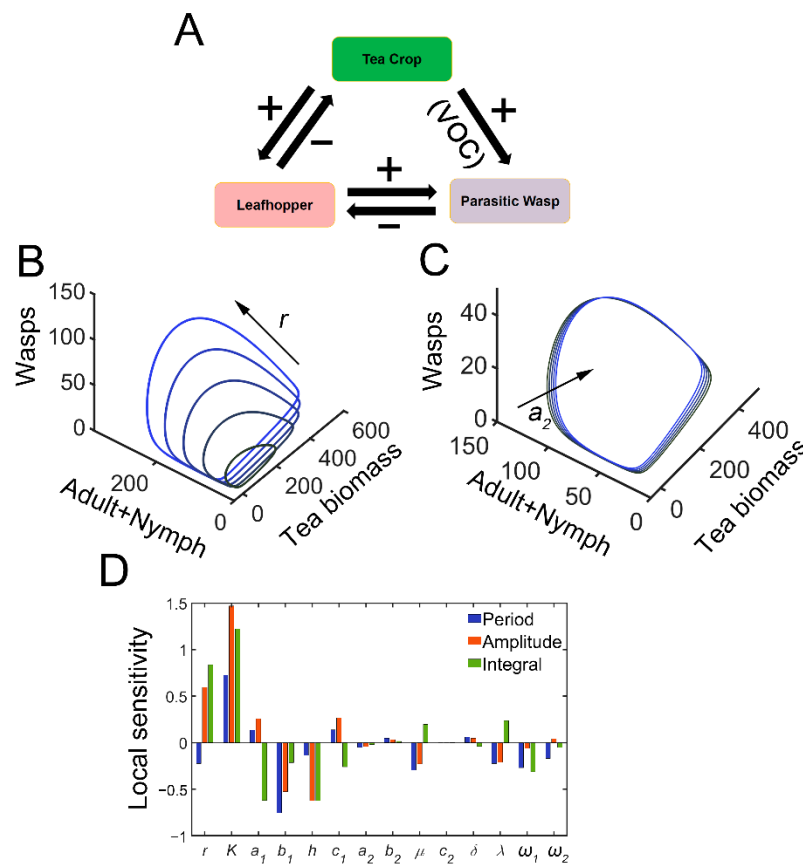 A
Tea Crop
+
−
+
(VOC)
+
−
Leafhopper
Parasitic Wasp
B
C
150
100
50
0
Wasps
r
200
0
Adult+Nymph
0
200
400
600
Tea biomass
40
20
0
Wasps
a2
150
100
50
0
Adult+Nymph
0
200
400
Tea biomass
D
1.5
1
0.5
0
−0.5
−1
Local sensitivity
Period
Amplitude
Integral
r K a1 b1 h c1 a2 b2 μ c2 δ λ ω1 ω2